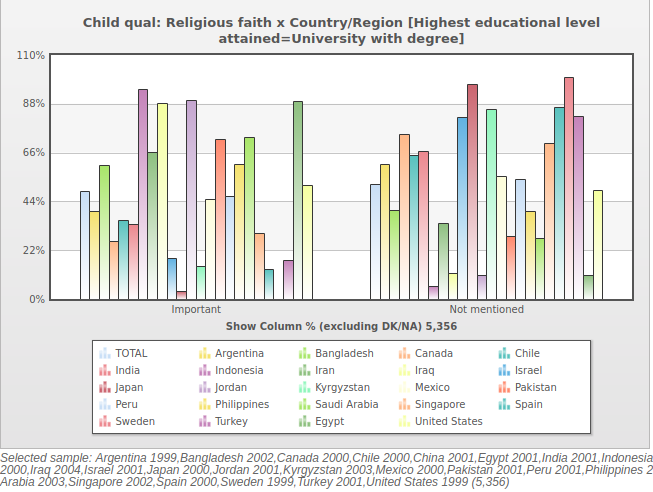 Child qual: Religious faith x Country/Region [Highest educational level
attained=University with degree]
110%
88%
66%
44%
22%
0%
Important Not mentioned
Show Column % (excluding DK/NA) 5,356
TOTAL Argentina Bangladesh Canada Chile
India Indonesia Iran Iraq Israel
Japan Jordan Kyrgyzstan Mexico Pakistan
Peru Philippines Saudi Arabia Singapore Spain
Sweden Turkey Egypt United States
Selected sample: Argentina 1999,Bangladesh 2002,Canada 2000,Chile 2000,China 2001,Egypt 2001,India 2001,Indonesia
2000,Iraq 2004,Israel 2001,Japan 2000,Jordan 2001,Kyrgyzstan 2003,Mexico 2000,Pakistan 2001,Peru 2001,Philippines 2
Arabia 2003,Singapore 2002,Spain 2000,Sweden 1999,Turkey 2001,United States 1999 (5,356)